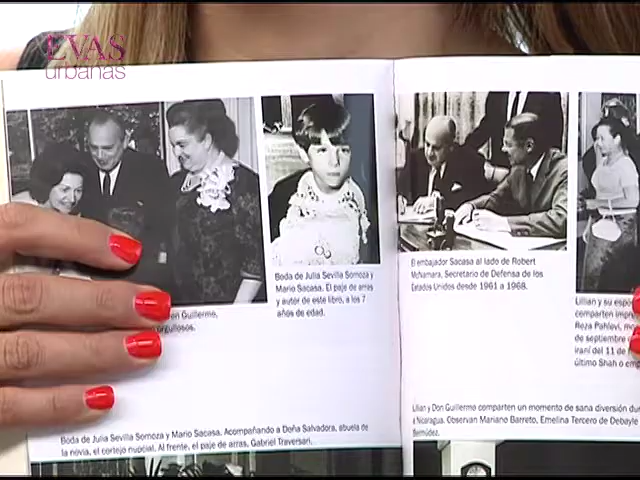 EVAS
urbanas
Guillermo,
orgullosos.
Boda de Julia Sevilla Somoza y
Mario Sacasa. El paje de arras
y autor de este libro, a los 7
años de edad.
Boda de Julia Sevilla Somoza y Mario Sacasa. Acompañando a Doña Salvadora, abuela de
la novia, el cortejo nupcial. Al frente, el paje de arras, Gabriel Traversari.
El embajador Sacasa al lado de Robert
McNamara, Secretario de Defensa de los
Estados Unidos desde 1961 a 1968.
Lilian y su espo
comparten impre
Reza Pahlevi, mo
de septiembre
iraní del 11 de
último Shah o emp
Lilian y Don Guillermo comparten un momento de sana diversión du
a Nicaragua. Observan Mariano Barreto, Emelina Tercero de Debayle
Bermúdez.